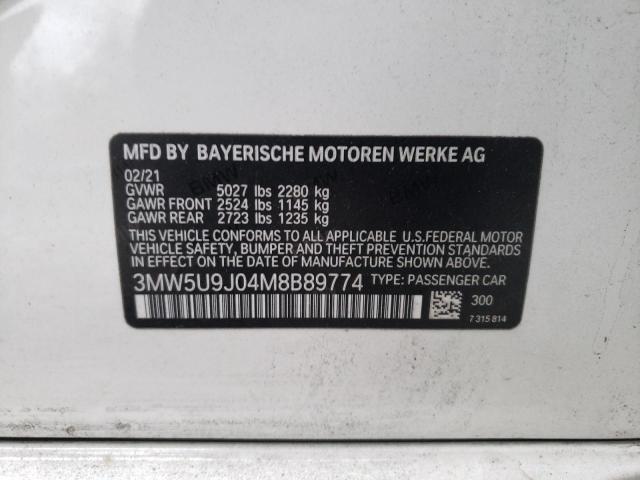 MFD BY BAYERISCHE MOTOREN WERKE AG
02/21
GVWR 5027 lbs 2280 kg
GAWR FRONT 2524 lbs 1145 kg
GAWR REAR 2723 lbs 1235 kg
THIS VEHICLE CONFORMS TO ALL APPLICABLE U.S.FEDERAL MOTOR
VEHICLE SAFETY, BUMPER AND THEFT PREVENTION STANDARDS
IN EFFECT ON THE DATE OF MANUFACTURE SHOWN ABOVE.
3MW5U9J04M8B89774 TYPE: PASSENGER CAR
300
7 315 814